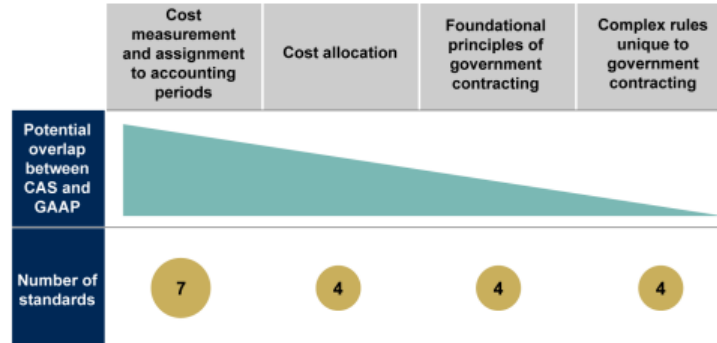 Cost
measurement
and assignment
to accounting
periods
Cost allocation
Foundational
principles of
government
contracting
Complex rules
unique to
government
contracting
Potential
overlap
between
CAS and
GAAP
Number of
standards
7
4
4
4